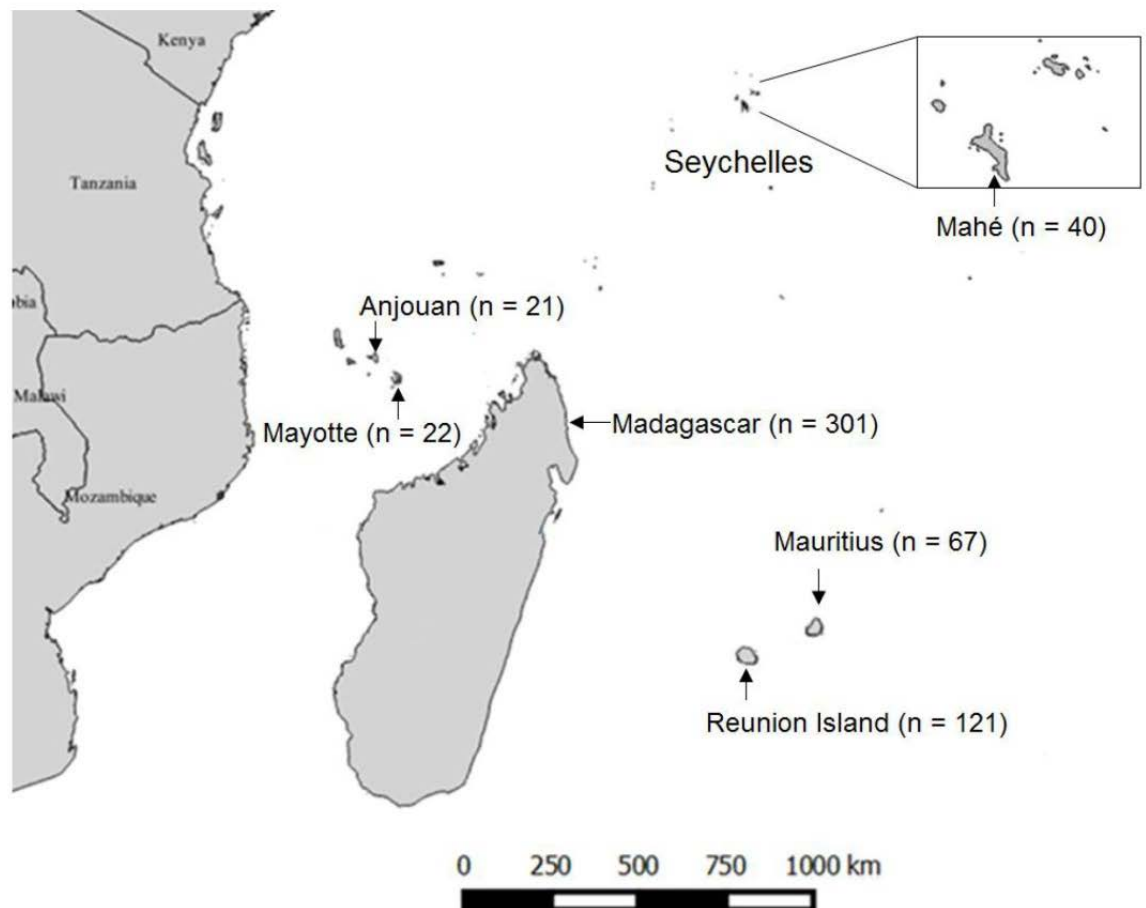 Kenya
Seychelles
Tanzania
Mahé (n = 40)
bia
Anjouan (n = 21)
Malawi
Mayotte (n = 22)
Madagascar (n = 301)
Mozambique
Mauritius (n = 67)
Reunion Island (n = 121)
0 250 500 750 1000 km